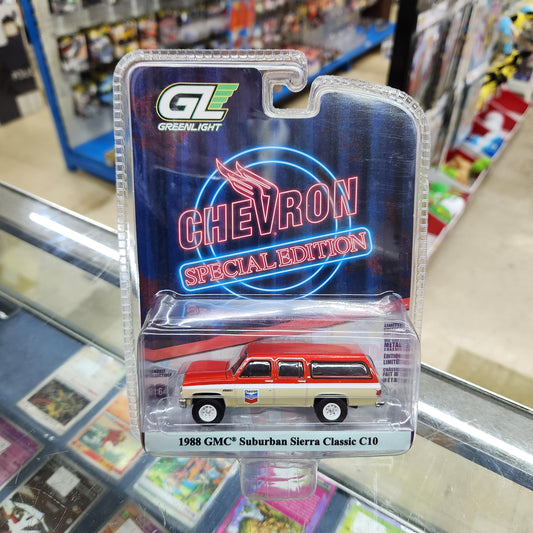 GL
GREENLIGHT
CHEVRON
SPECIAL EDITION
1988 GMC® Suburban Sierra Classic C10